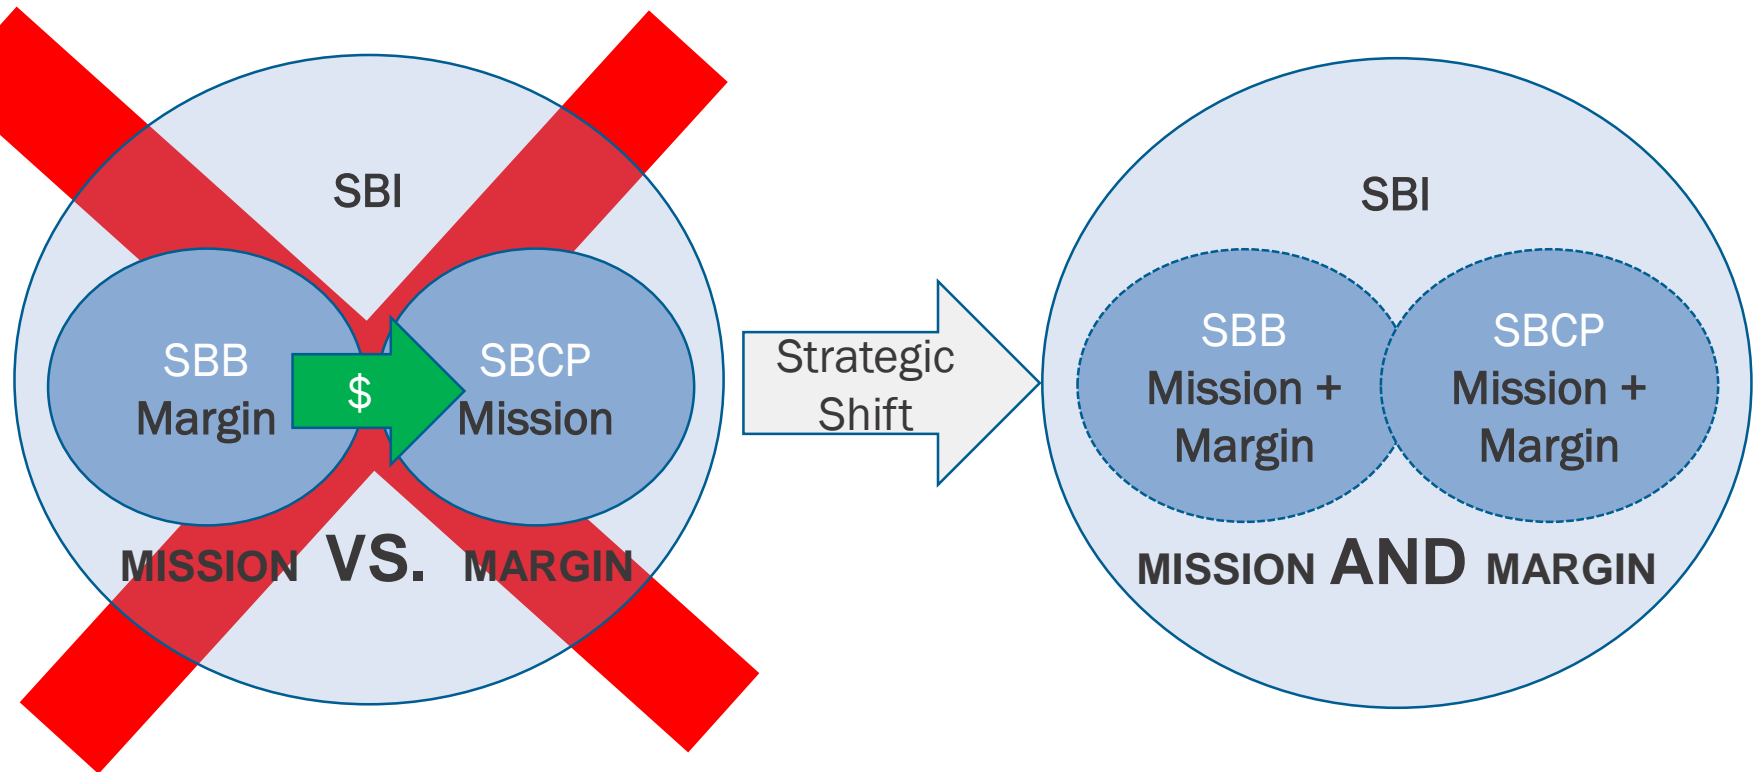 SBI
SBB
Margin
$
SBCP
Mission
MISSION VS. MARGIN
Strategic
Shift
SBI
SBB
Mission +
Margin
SBCP
Mission +
Margin
MISSION AND MARGIN